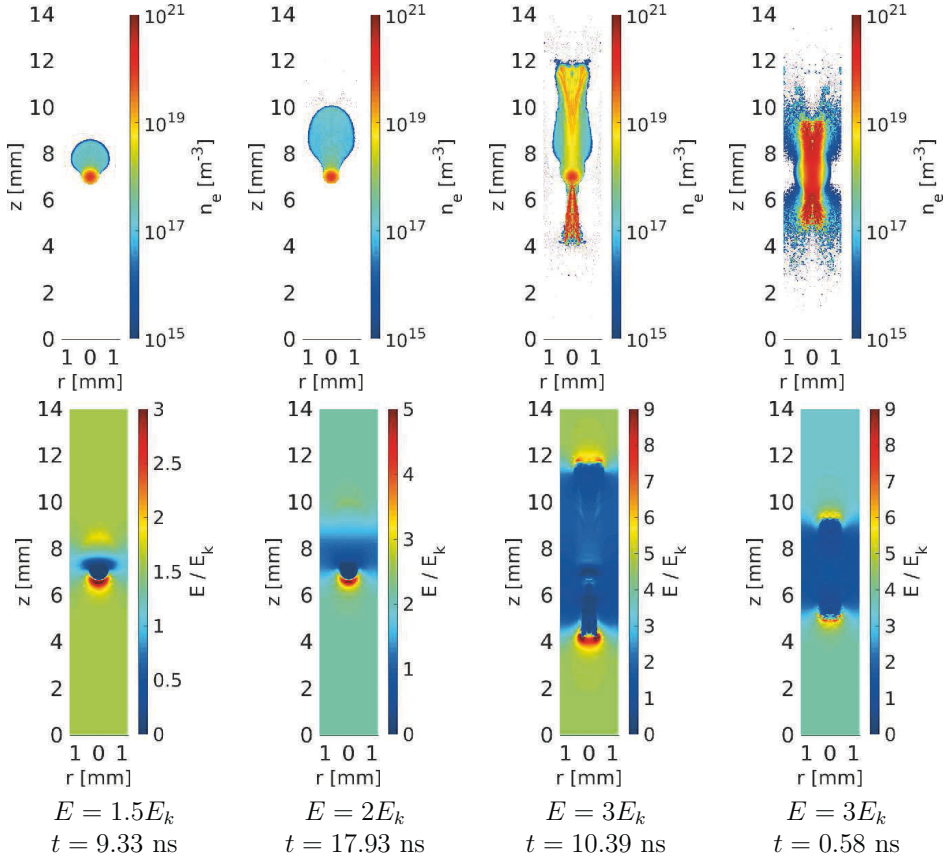 14
12
10
8
6
4
2
0
z [mm]
1 0 1
r [mm]
10^21
10^19
10^17
10^15
n_e [m^-3]
14
12
10
8
6
4
2
0
z [mm]
1 0 1
r [mm]
10^21
10^19
10^17
10^15
n_e [m^-3]
14
12
10
8
6
4
2
0
z [mm]
1 0 1
r [mm]
10^21
10^19
10^17
10^15
n_e [m^-3]
14
12
10
8
6
4
2
0
z [mm]
1 0 1
r [mm]
10^21
10^19
10^17
10^15
n_e [m^-3]
14
12
10
8
6
4
2
0
z [mm]
1 0 1
r [mm]
3
2.5
2
1.5
1
0.5
0
E / E_k
14
12
10
8
6
4
2
0
z [mm]
1 0 1
r [mm]
5
4
3
2
1
0
E / E_k
14
12
10
8
6
4
2
0
z [mm]
1 0 1
r [mm]
9
8
7
6
5
4
3
2
1
0
E / E_k
14
12
10
8
6
4
2
0
z [mm]
1 0 1
r [mm]
9
8
7
6
5
4
3
2
1
0
E / E_k
E = 1.5E_k
t = 9.33 ns
E = 2E_k
t = 17.93 ns
E = 3E_k
t = 10.39 ns
E = 3E_k
t = 0.58 ns